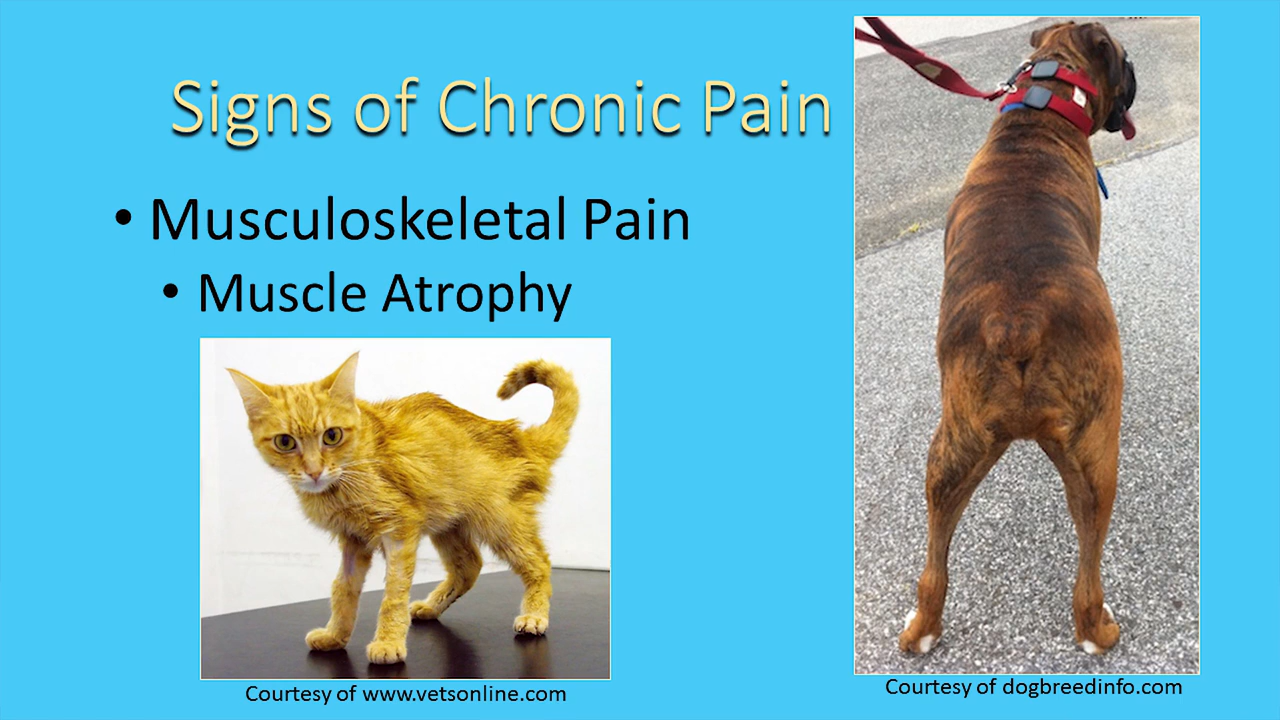 Signs of Chronic Pain
• Musculoskeletal Pain
• Muscle Atrophy
Courtesy of www.vetsonline.com
Courtesy of dogbreedinfo.com